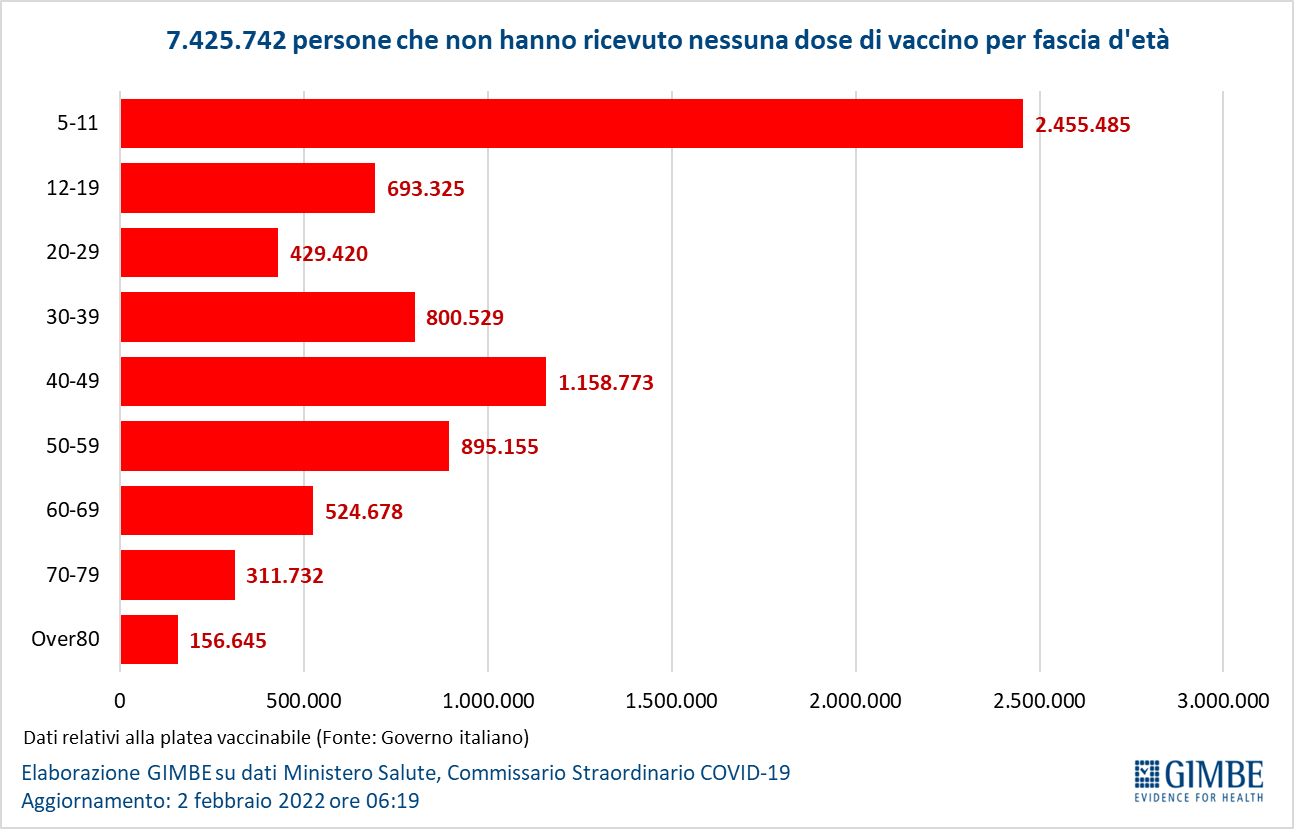 7.425.742 persone che non hanno ricevuto nessuna dose di vaccino per fascia d'età
5-11 2.455.485
12-19 693.325
20-29 429.420
30-39 800.529
40-49 1.158.773
50-59 895.155
60-69 524.678
70-79 311.732
Over80 156.645
0 500.000 1.000.000 1.500.000 2.000.000 2.500.000 3.000.000
Dati relativi alla platea vaccinabile (Fonte: Governo italiano)
Elaborazione GIMBE su dati Ministero Salute, Commissario Straordinario COVID-19
Aggiornamento: 2 febbraio 2022 ore 06:19
GIMBE
EVIDENCE FOR HEALTH